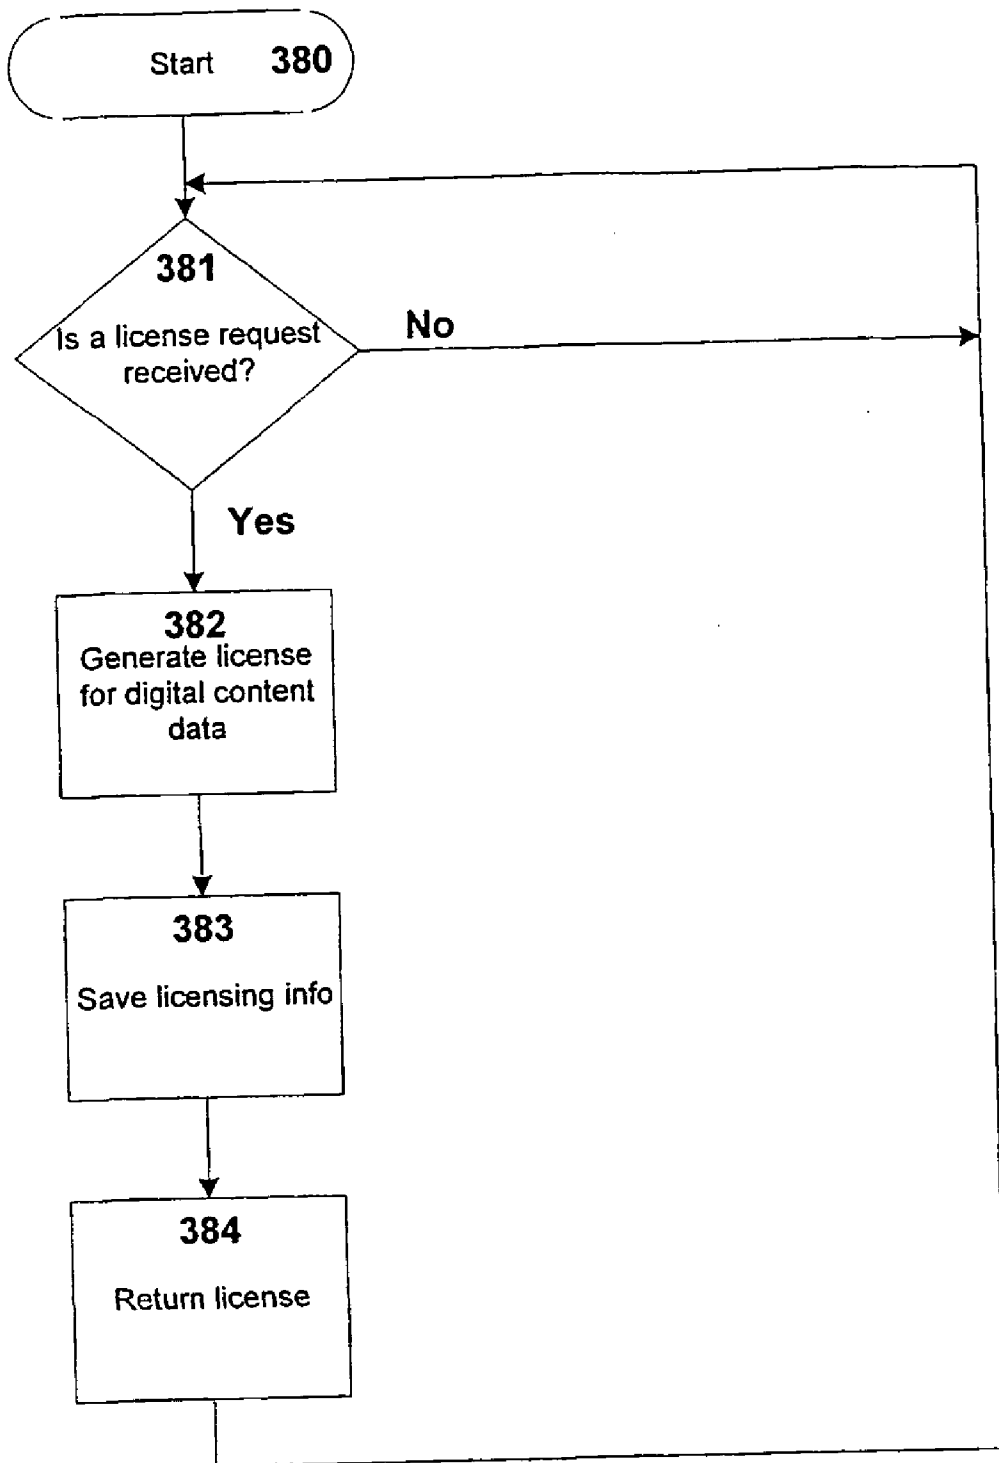 Start 380
381
Is a license request
received?
No
Yes
382
Generate license
for digital content
data
383
Save licensing info
384
Return license